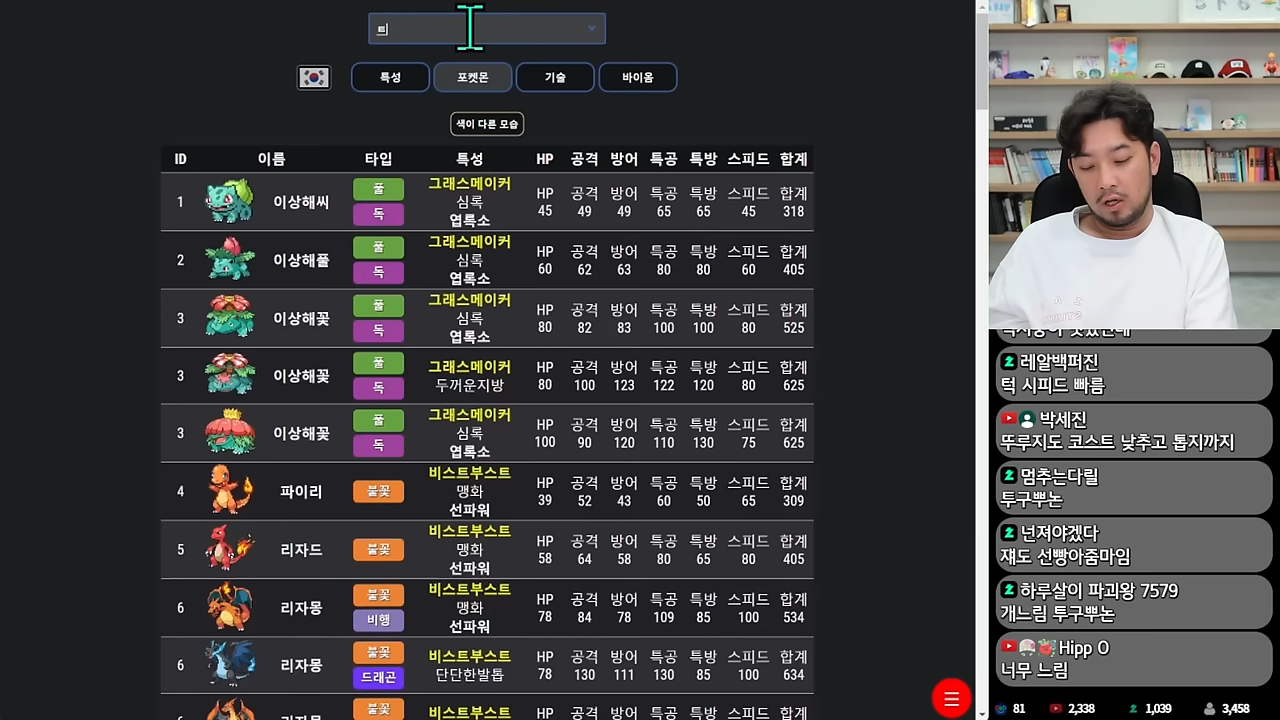 트
특성 포켓몬 기술 바이옴
색이 다른 모습
ID 이름 타입 특성 HP 공격 방어 특공 특방 스피드 합계
1 이상해씨 풀 독 그래스메이커 심록 엽록소 HP 45 공격 49 방어 49 특공 65 특방 65 스피드 45 합계 318
2 이상해풀 풀 독 그래스메이커 심록 엽록소 HP 60 공격 62 방어 63 특공 80 특방 80 스피드 60 합계 405
3 이상해꽃 풀 독 그래스메이커 심록 엽록소 HP 80 공격 82 방어 83 특공 100 특방 100 스피드 80 합계 525
3 이상해꽃 풀 독 그래스메이커 두꺼운지방 HP 80 공격 100 방어 123 특공 122 특방 120 스피드 80 합계 625
3 이상해꽃 풀 독 그래스메이커 심록 엽록소 HP 100 공격 90 방어 120 특공 110 특방 130 스피드 75 합계 625
4 파이리 불꽃 비스트부스트 맹화 선파워 HP 39 공격 52 방어 43 특공 60 특방 50 스피드 65 합계 309
5 리자드 불꽃 비스트부스트 맹화 선파워 HP 58 공격 64 방어 58 특공 80 특방 65 스피드 80 합계 405
6 리자몽 불꽃 비행 비스트부스트 맹화 선파워 HP 78 공격 84 방어 78 특공 109 특방 85 스피드 100 합계 534
6 리자몽 불꽃 드래곤 비스트부스트 단단한발톱 HP 78 공격 130 방어 111 특공 130 특방 85 스피드 100 합계 634
불꽃 비스트부스트 HP 공격 방어 특공 특방 스피드 합계
레알백퍼진
턱 시피드 빠름
박세진
뚜루지도 코스트 낮추고 톱지까지
멈추는다릴
투구뿌논
넌져야겠다
쟤도 선빵아줌마임
하루살이 파괴왕 7579
개느림 투구뿌논
Hipp O
너무 느림
81 2,338 1,039 3,458